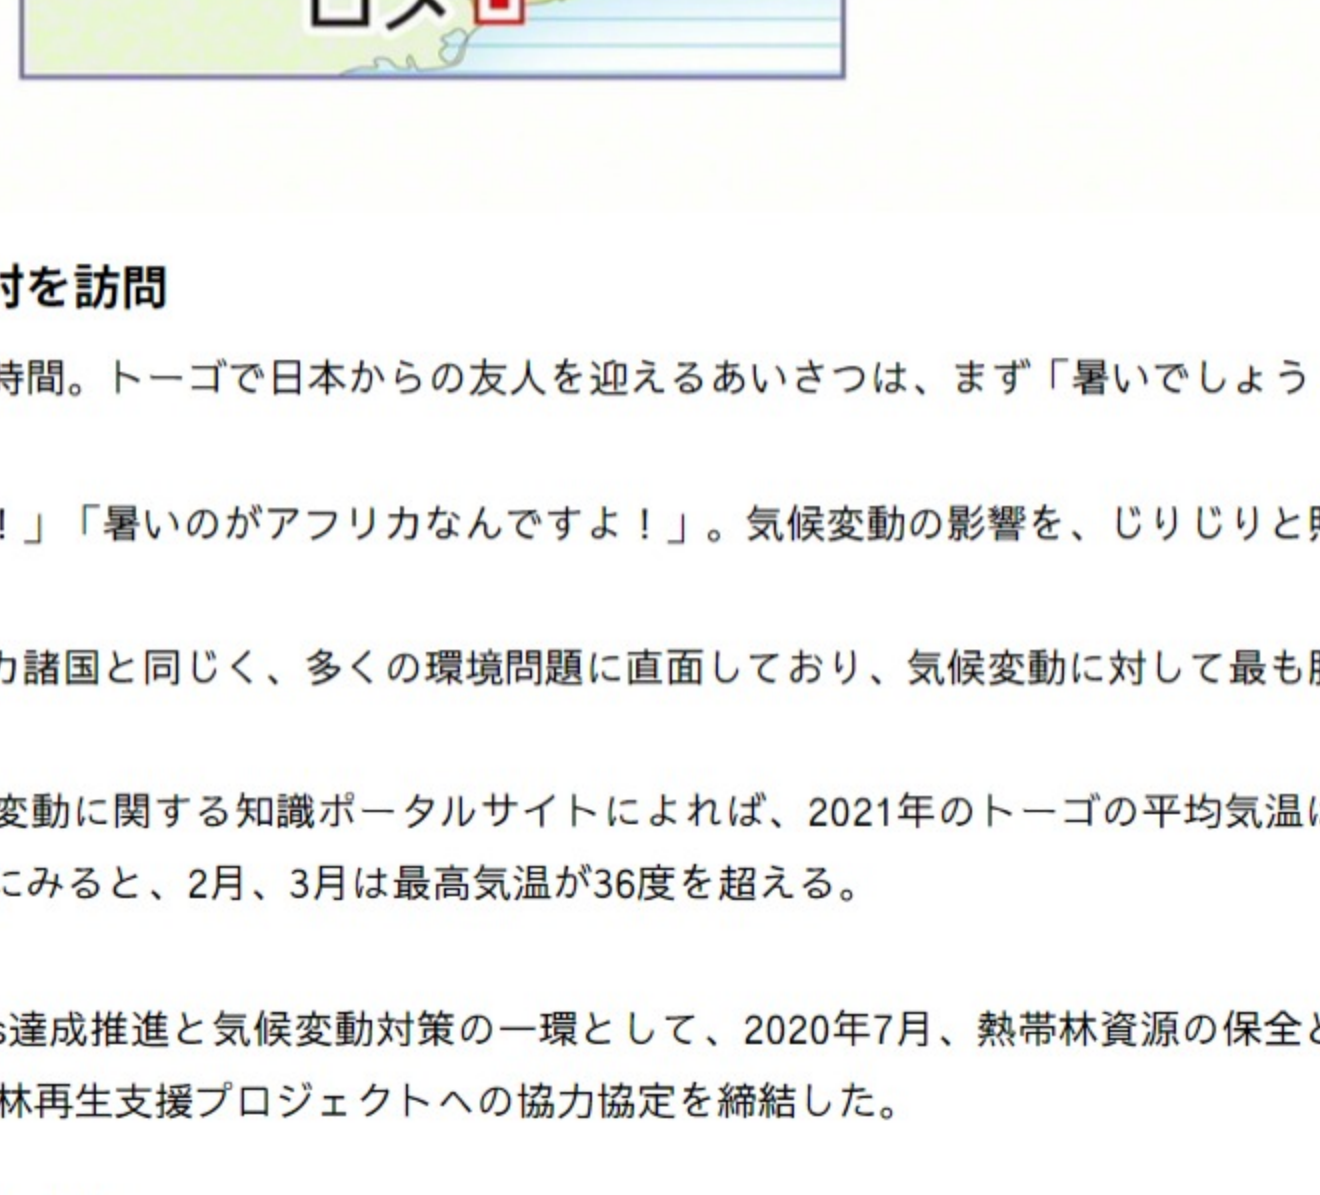 ロメ
村を訪問
時間。トーゴで日本からの友人を迎えるあいさつは、まず「暑いでしょう
！」「暑いのがアフリカなんですよ！」。気候変動の影響を、じりじりと
カ諸国と同じく、多くの環境問題に直面しており、気候変動に対して最も
変動に関する知識ポータルサイトによれば、2021年のトーゴの平均気温は
にみると、2月、3月は最高気温が36度を超える。
s達成推進と気候変動対策の一環として、2020年7月、熱帯林資源の保全と
林再生支援プロジェクトへの協力協定を締結した。